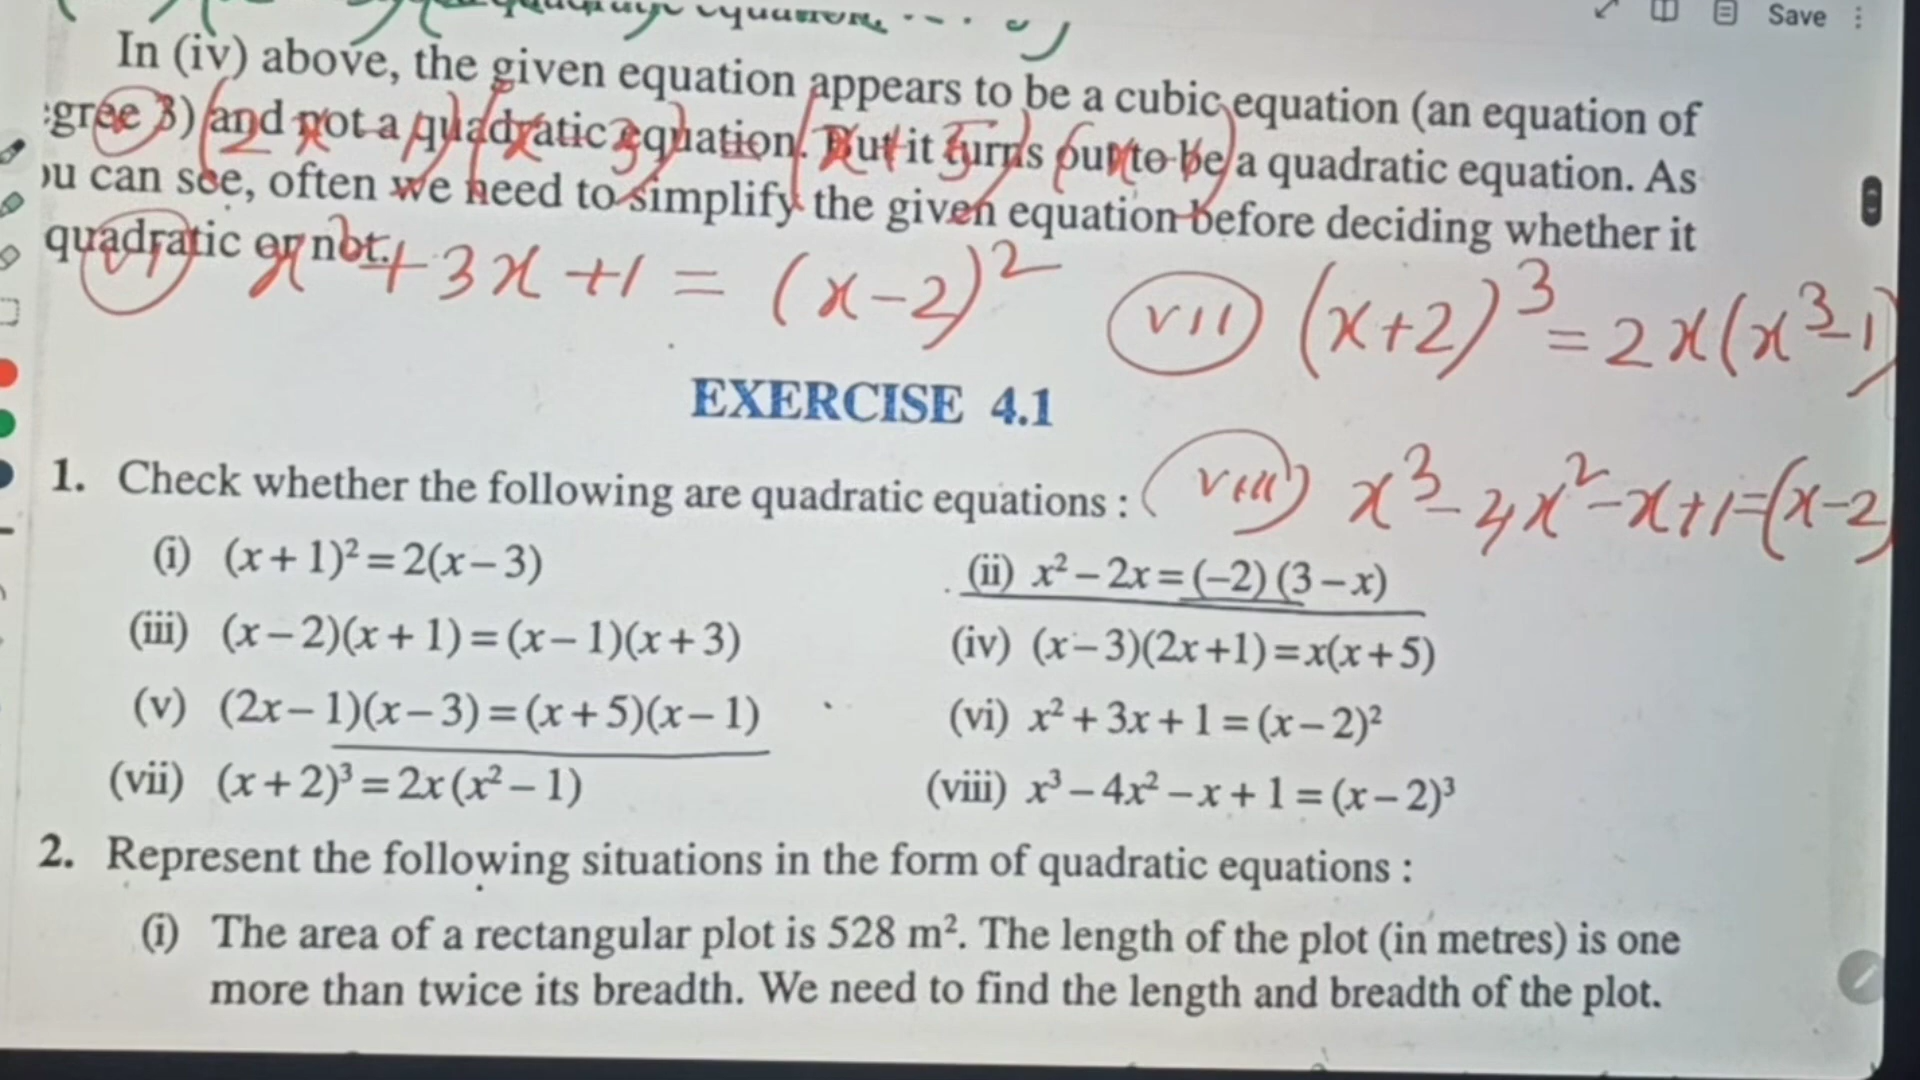 Save
In (iv) above, the given equation appears to be a cubic equation (an equation of
gree 3) and not a quadratic equation. But it turns out to be a quadratic equation. As
ou can see, often we need to simplify the given equation before deciding whether it
quadratic or not.
(2x-1)(x-3)=(x+5)(x-1)
vi) x²+3x+1=(x-2)²
vii) (x+2)³=2x(x³-1)
EXERCISE 4.1
viii) x³-4x²-x+1=(x-2
1. Check whether the following are quadratic equations :
(i) (x + 1)² = 2(x – 3)
(ii) x² – 2x = (–2) (3 – x)
(iii) (x – 2)(x + 1) = (x – 1)(x + 3)
(iv) (x – 3)(2x +1) = x(x + 5)
(v) (2x – 1)(x – 3) = (x + 5)(x – 1)
(vi) x² + 3x + 1 = (x – 2)²
(vii) (x + 2)³ = 2x (x² – 1)
(viii) x³ – 4x² – x + 1 = (x – 2)³
2. Represent the following situations in the form of quadratic equations :
(i) The area of a rectangular plot is 528 m². The length of the plot (in metres) is one
more than twice its breadth. We need to find the length and breadth of the plot.